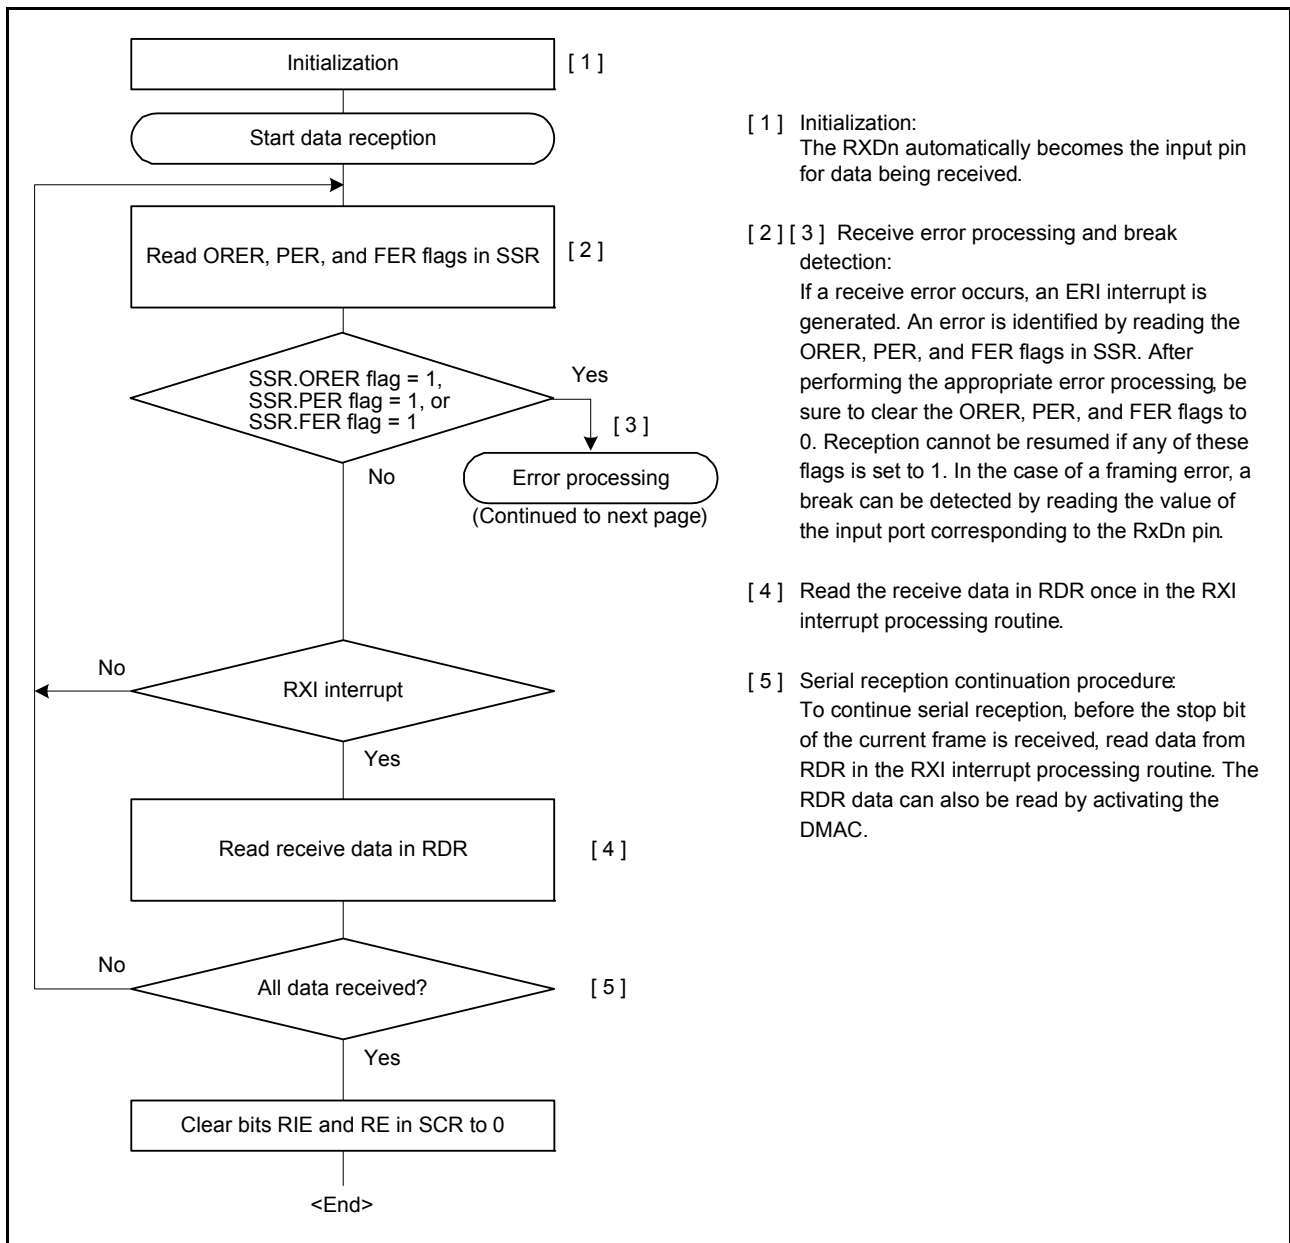 Initialization
[ 1 ]
Start data reception
Read ORER, PER, and FER flags in SSR
[ 2 ]
SSR.ORER flag = 1,
SSR.PER flag = 1, or
SSR.FER flag = 1
Yes
[ 3 ]
No
Error processing
(Continued to next page)
No
RXI interrupt
Yes
Read receive data in RDR
[ 4 ]
No
All data received?
[ 5 ]
Yes
Clear bits RIE and RE in SCR to 0
<End>
[ 1 ] Initialization:
The RXDn automatically becomes the input pin
for data being received.
[ 2 ] [ 3 ] Receive error processing and break
detection:
If a receive error occurs, an ERI interrupt is
generated. An error is identified by reading the
ORER, PER, and FER flags in SSR. After
performing the appropriate error processing, be
sure to clear the ORER, PER, and FER flags to
0. Reception cannot be resumed if any of these
flags is set to 1. In the case of a framing error, a
break can be detected by reading the value of
the input port corresponding to the RxDn pin.
[ 4 ] Read the receive data in RDR once in the RXI
interrupt processing routine.
[ 5 ] Serial reception continuation procedure:
To continue serial reception, before the stop bit
of the current frame is received, read data from
RDR in the RXI interrupt processing routine. The
RDR data can also be read by activating the
DMAC.